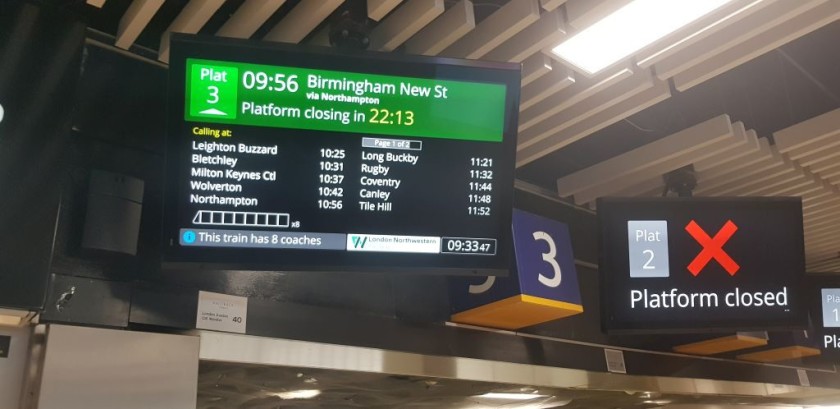 Plat
3
09:56 Birmingham New St
via Northampton
Platform closing in 22:13
Calling at:
Page 1 of 2
Leighton Buzzard 10:25
Bletchley 10:31
Milton Keynes Ctl 10:37
Wolverton 10:42
Northampton 10:56
Long Buckby 11:21
Rugby 11:32
Coventry 11:44
Canley 11:48
Tile Hill 11:52
x8
This train has 8 coaches
London Northwestern
09:33 47
3
Plat
2
Platform closed
40